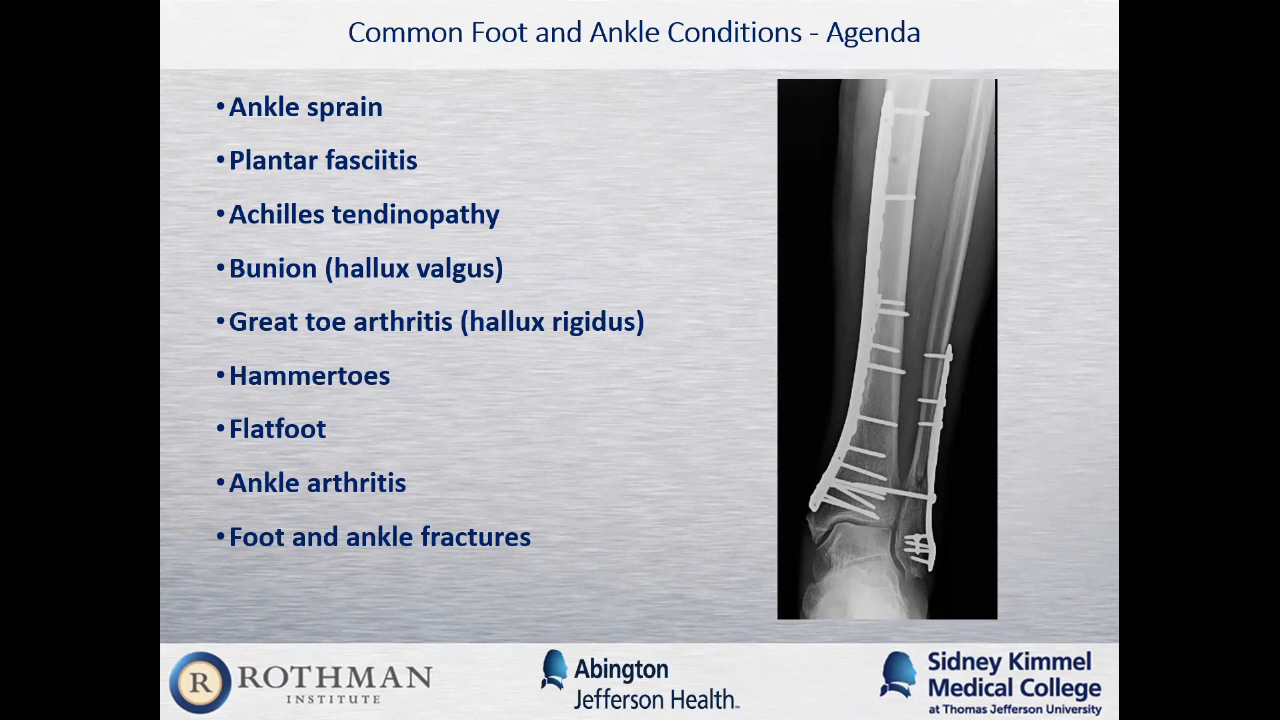 Common Foot and Ankle Conditions - Agenda
•Ankle sprain
•Plantar fasciitis
•Achilles tendinopathy
•Bunion (hallux valgus)
•Great toe arthritis (hallux rigidus)
•Hammertoes
•Flatfoot
•Ankle arthritis
•Foot and ankle fractures
R ROTHMAN
INSTITUTE
Abington
Jefferson Health™
Sidney Kimmel
Medical College
at Thomas Jefferson University